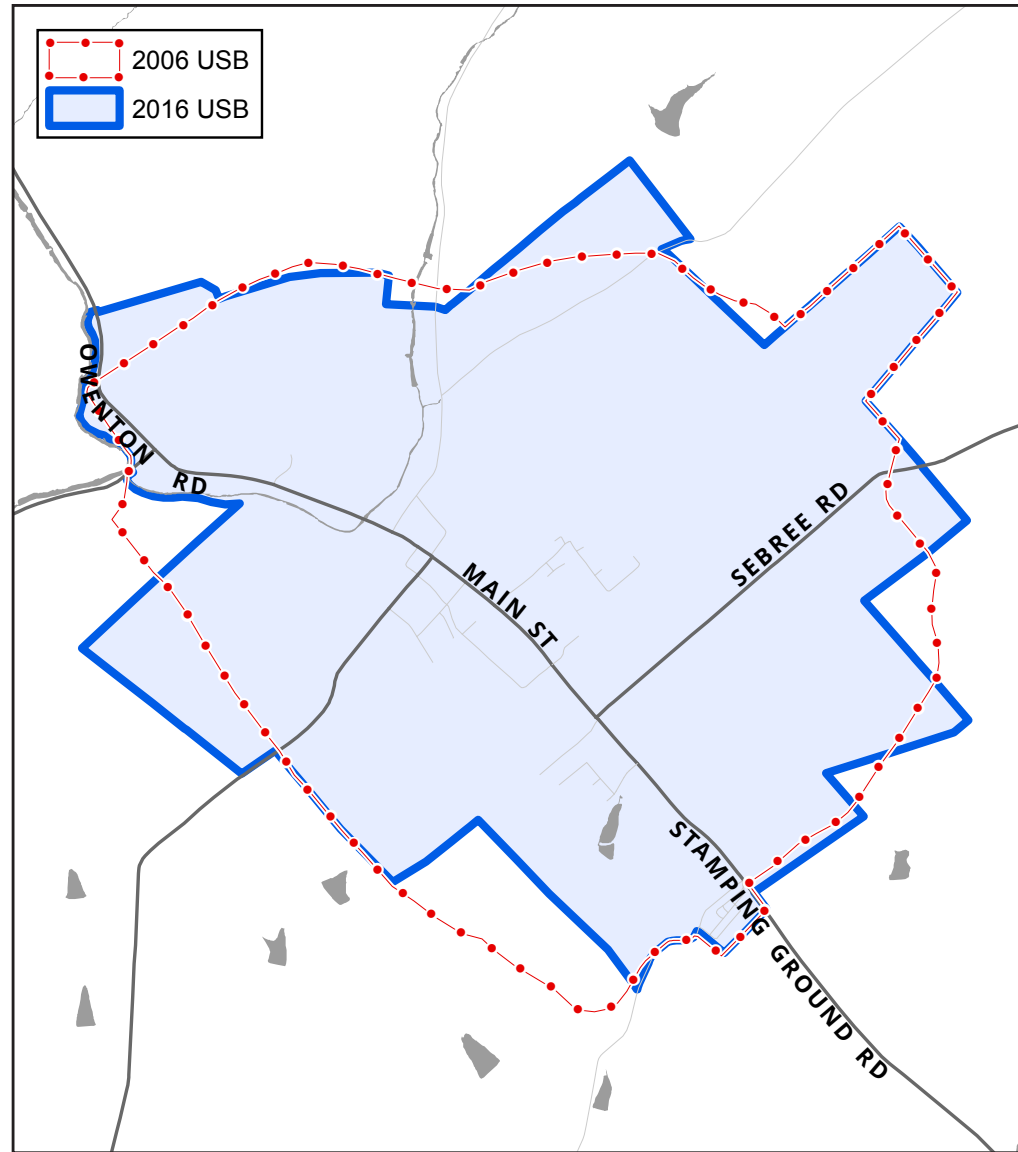 2006 USB
2016 USB
OWENTON RD
MAIN ST
SEBREE RD
STAMPING GROUND RD